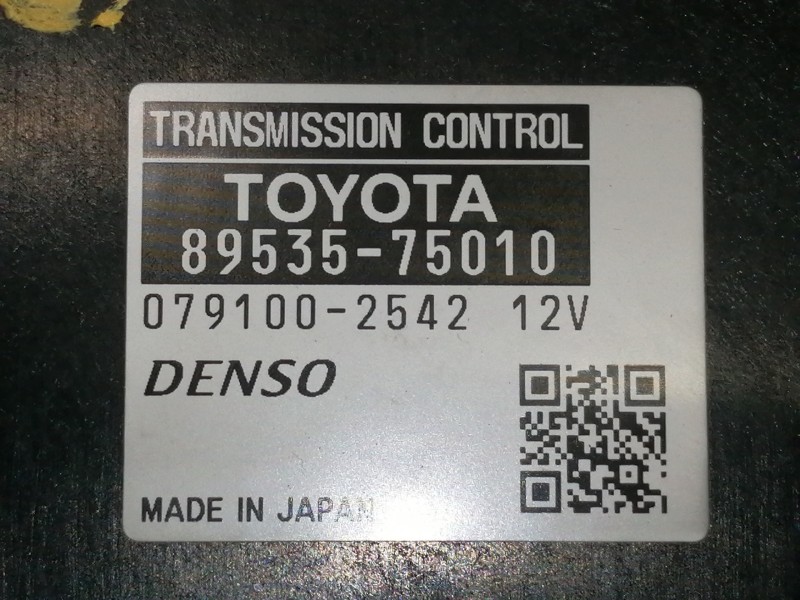 TRANSMISSION CONTROL
TOYOTA
89535-75010
079100-2542 12V
DENSO
MADE IN JAPAN